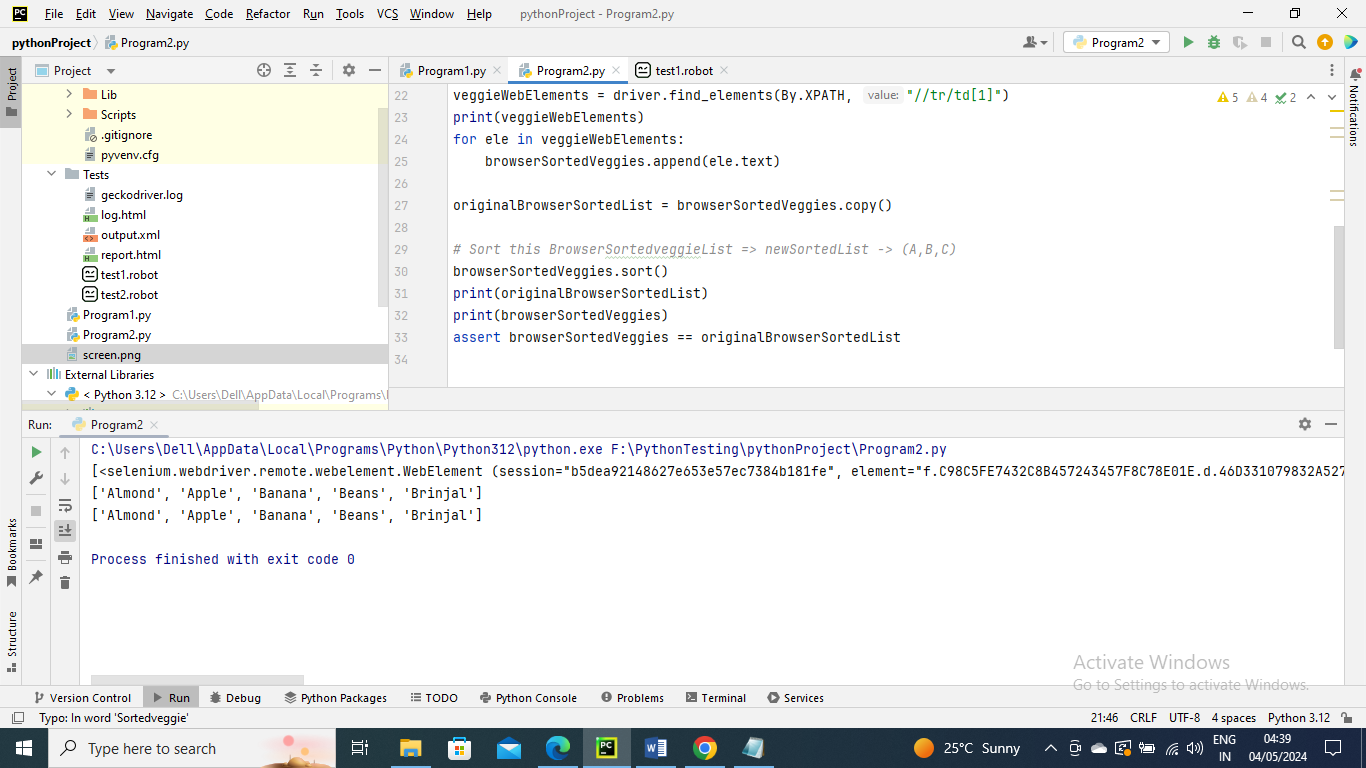 PC File Edit View Navigate Code Refactor Run Tools VCS Window Help pythonProject - Program2.py
pythonProject Program2.py Program2
Project
Project
Program1.py Program2.py test1.robot
Notifications
Lib
Scripts
.gitignore
pyvenv.cfg
Tests
geckodriver.log
log.html
output.xml
report.html
test1.robot
test2.robot
Program1.py
Program2.py
screen.png
External Libraries
< Python 3.12 > C:\Users\Dell\AppData\Local\Programs\
22 veggieWebElements = driver.find_elements(By.XPATH, value: "//tr/td[1]")
5 4 2
23 print(veggieWebElements)
24 for ele in veggieWebElements:
25 browserSortedVeggies.append(ele.text)
26
27 originalBrowserSortedList = browserSortedVeggies.copy()
28
29 # Sort this BrowserSortedveggieList => newSortedList -> (A,B,C)
30 browserSortedVeggies.sort()
31 print(originalBrowserSortedList)
32 print(browserSortedVeggies)
33 assert browserSortedVeggies == originalBrowserSortedList
34
Run: Program2
C:\Users\Dell\AppData\Local\Programs\Python\Python312\python.exe F:\PythonTesting\pythonProject\Program2.py
[<selenium.webdriver.remote.webelement.WebElement (session="b5dea92148627e653e57ec7384b181fe", element="f.C98C5FE7432C8B457243457F8C78E01E.d.46D331079832A527
['Almond', 'Apple', 'Banana', 'Beans', 'Brinjal']
['Almond', 'Apple', 'Banana', 'Beans', 'Brinjal']
Process finished with exit code 0
Bookmarks
Structure
Activate Windows
Go to Settings to activate Windows.
Version Control Run Debug Python Packages TODO Python Console Problems Terminal Services
Typo: In word 'Sortedveggie' 21:46 CRLF UTF-8 4 spaces Python 3.12
Type here to search PC W 25°C Sunny ENG IN 04:39 04/05/2024